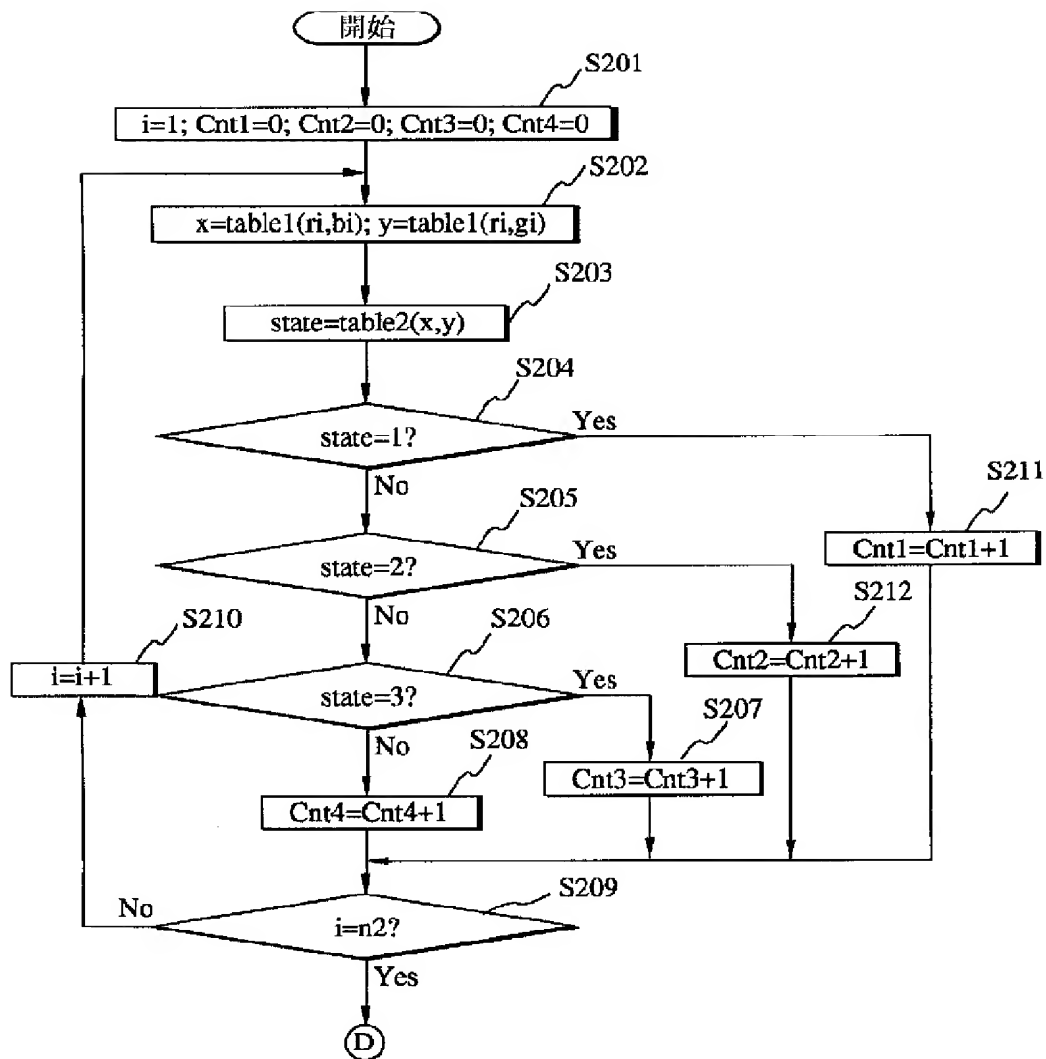 開始
S201
i=1; Cnt1=0; Cnt2=0; Cnt3=0; Cnt4=0
S202
x=table1(ri,bi); y=table1(ri,gi)
S203
state=table2(x,y)
S204
state=1?
Yes
No
S211
Cnt1=Cnt1+1
S205
state=2?
Yes
No
S212
Cnt2=Cnt2+1
S210
i=i+1
S206
state=3?
Yes
No
S207
Cnt3=Cnt3+1
S208
Cnt4=Cnt4+1
S209
i=n2?
No
Yes
D